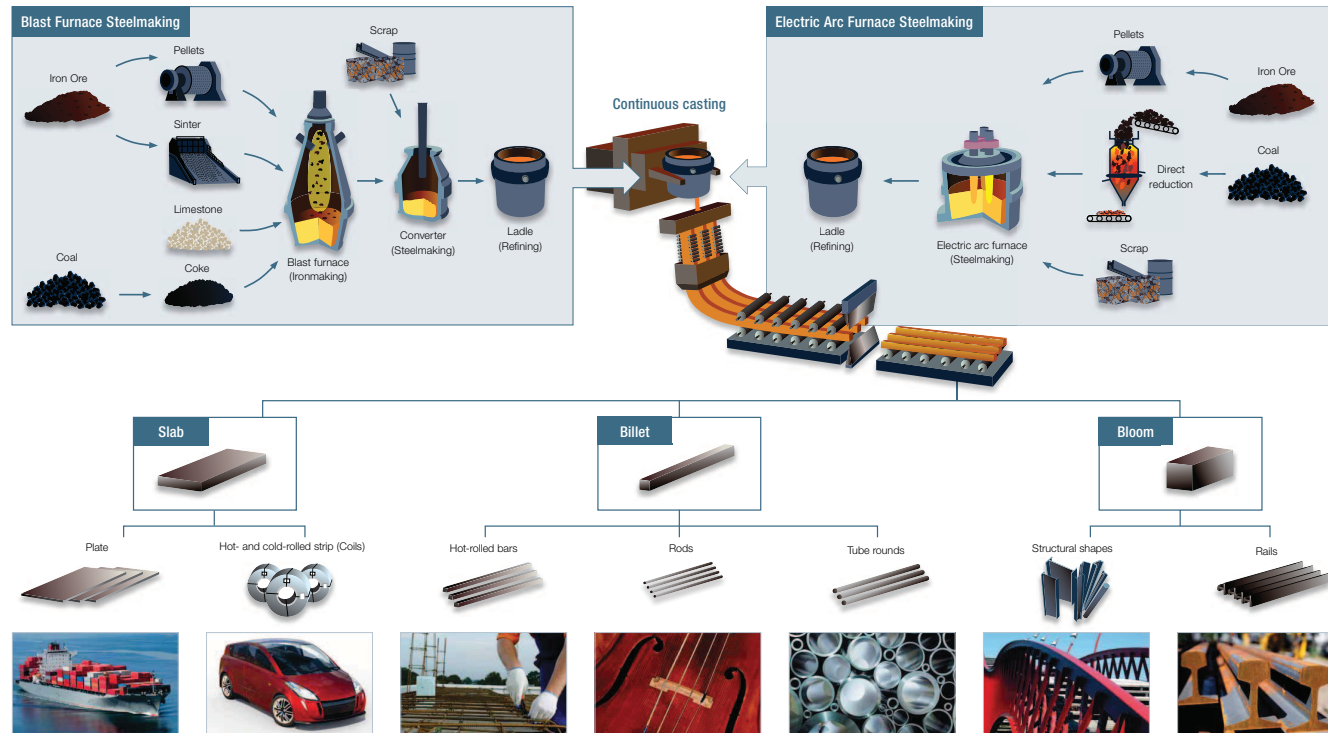 Blast Furnace Steelmaking
Iron Ore
Pellets
Sinter
Limestone
Coal
Coke
Blast furnace
(Ironmaking)
Scrap
Converter
(Steelmaking)
Ladle
(Refining)
Continuous casting
Electric Arc Furnace Steelmaking
Pellets
Iron Ore
Direct
reduction
Coal
Scrap
Electric arc furnace
(Steelmaking)
Ladle
(Refining)
Slab
Billet
Bloom
Plate
Hot- and cold-rolled strip (Coils)
Hot-rolled bars
Rods
Tube rounds
Structural shapes
Rails